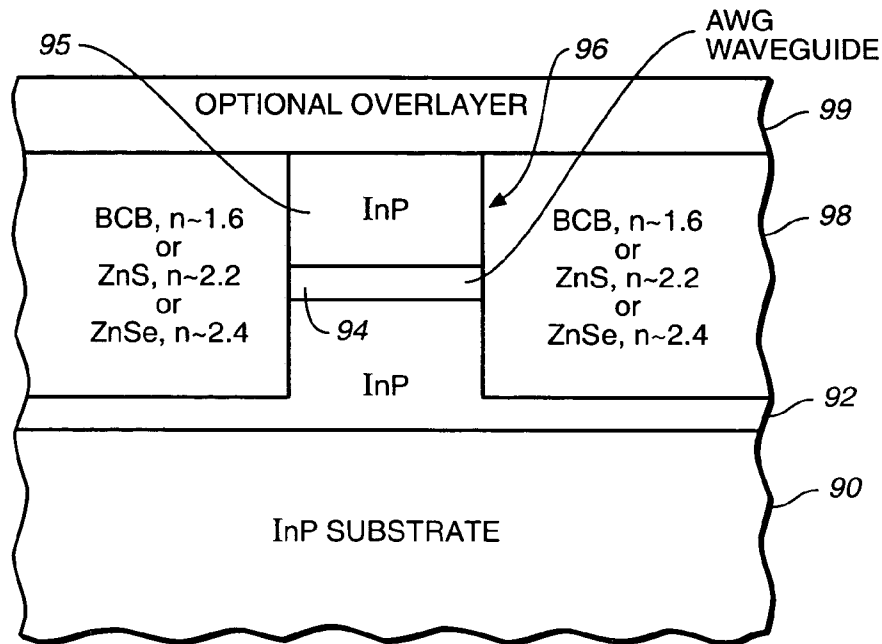 AWG
WAVEGUIDE
95
96
OPTIONAL OVERLAYER
99
InP
BCB, n~1.6
or
ZnS, n~2.2
or
ZnSe, n~2.4
BCB, n~1.6
or
ZnS, n~2.2
or
ZnSe, n~2.4
98
94
InP
92
90
InP SUBSTRATE